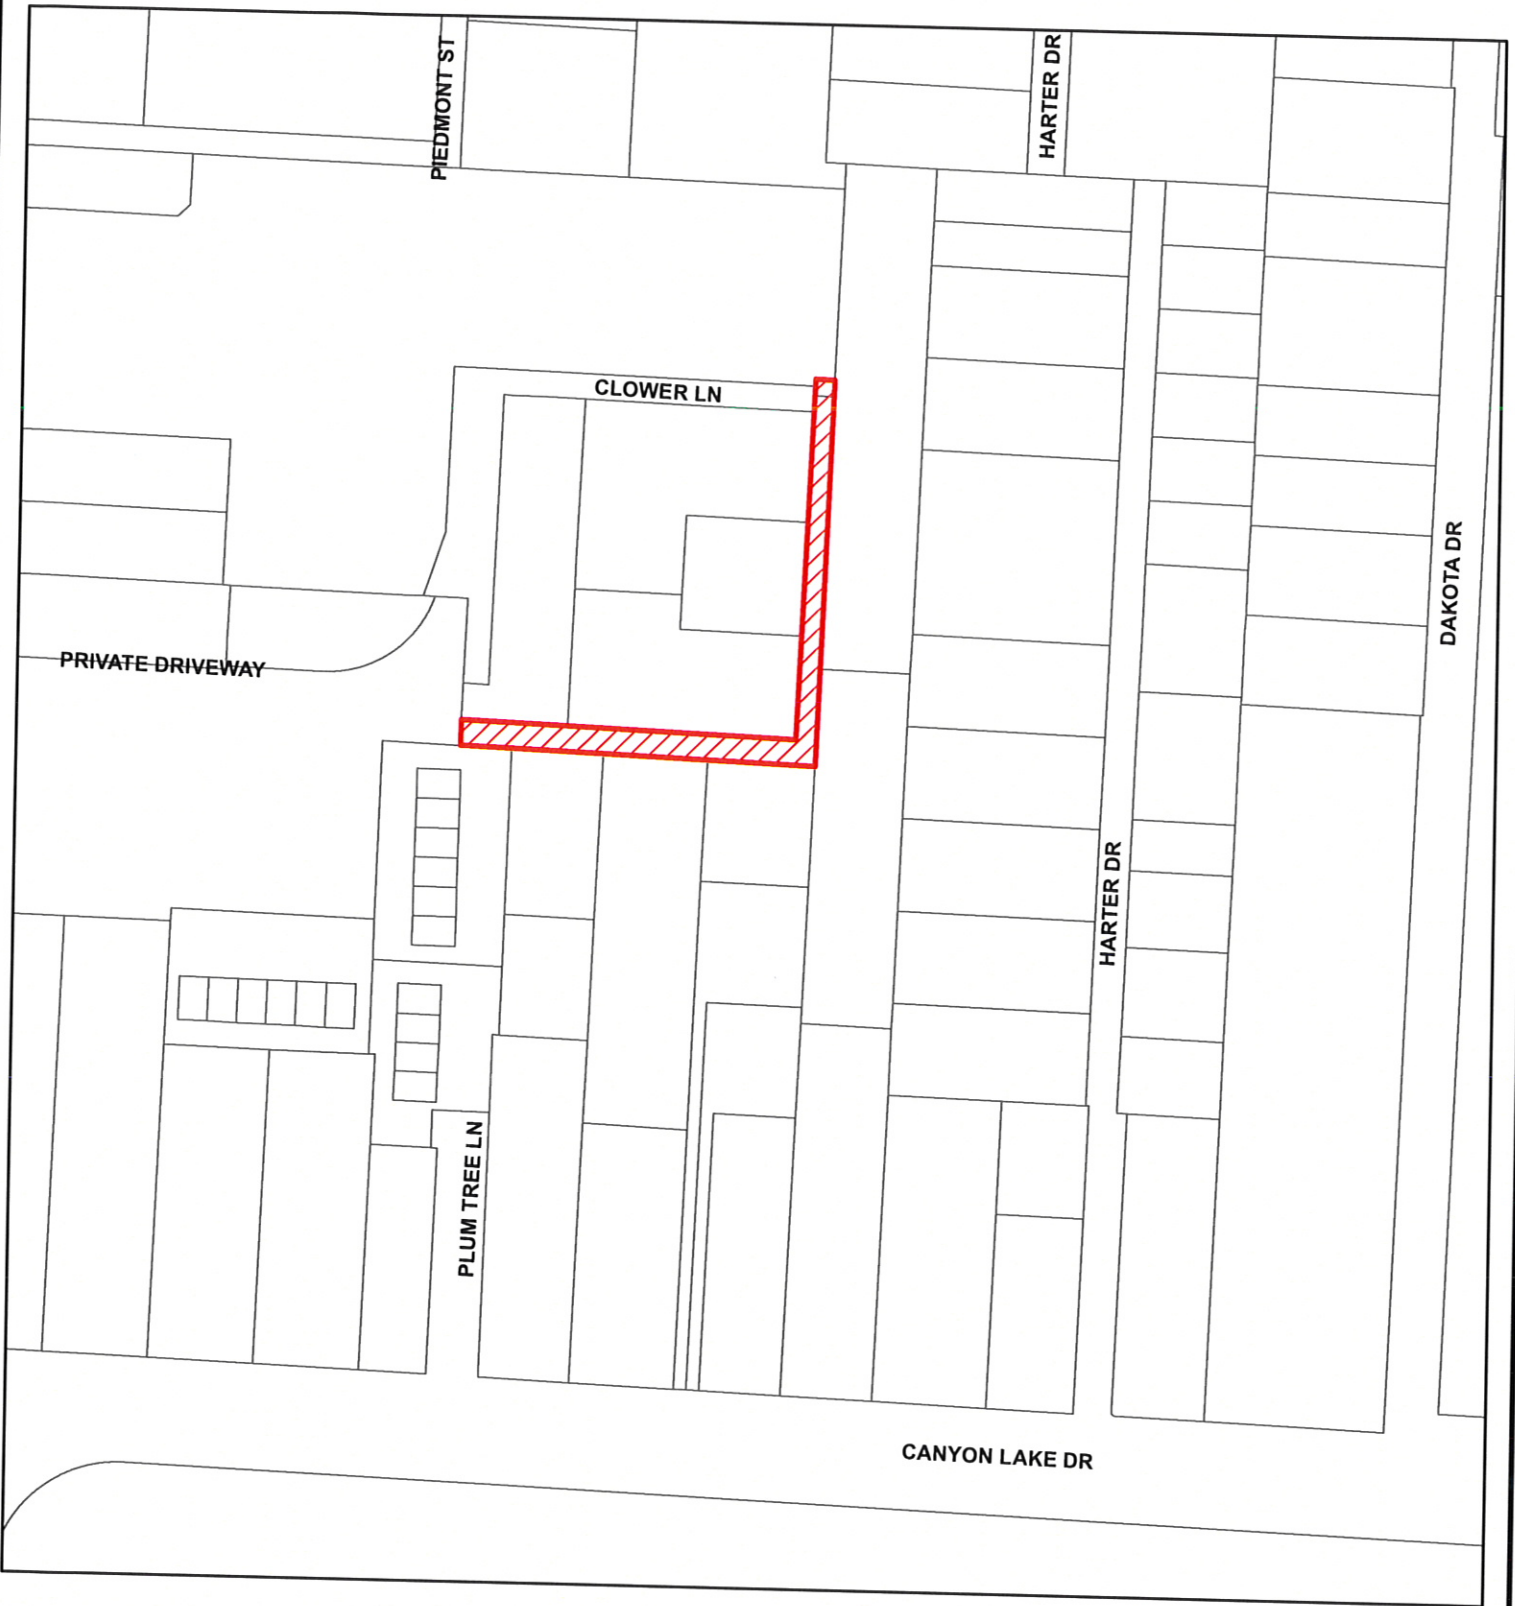 PIEDMONT ST
HARTER DR
CLOWER LN
DAKOTA DR
PRIVATE DRIVEWAY
HARTER DR
PLUM TREE LN
CANYON LAKE DR